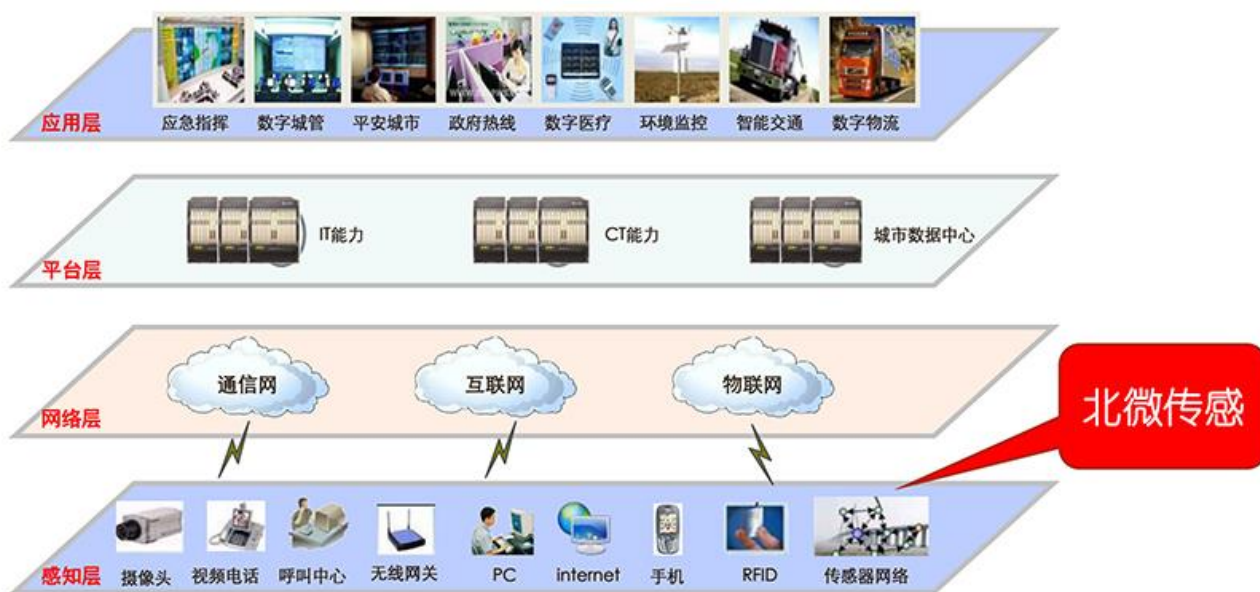 应用层
应急指挥 数字城管 平安城市 政府热线 数字医疗 环境监控 智能交通 数字物流
平台层
IT能力 CT能力 城市数据中心
网络层
通信网 互联网 物联网
北微传感
感知层
摄像头 视频电话 呼叫中心 无线网关 PC internet 手机 RFID 传感器网络